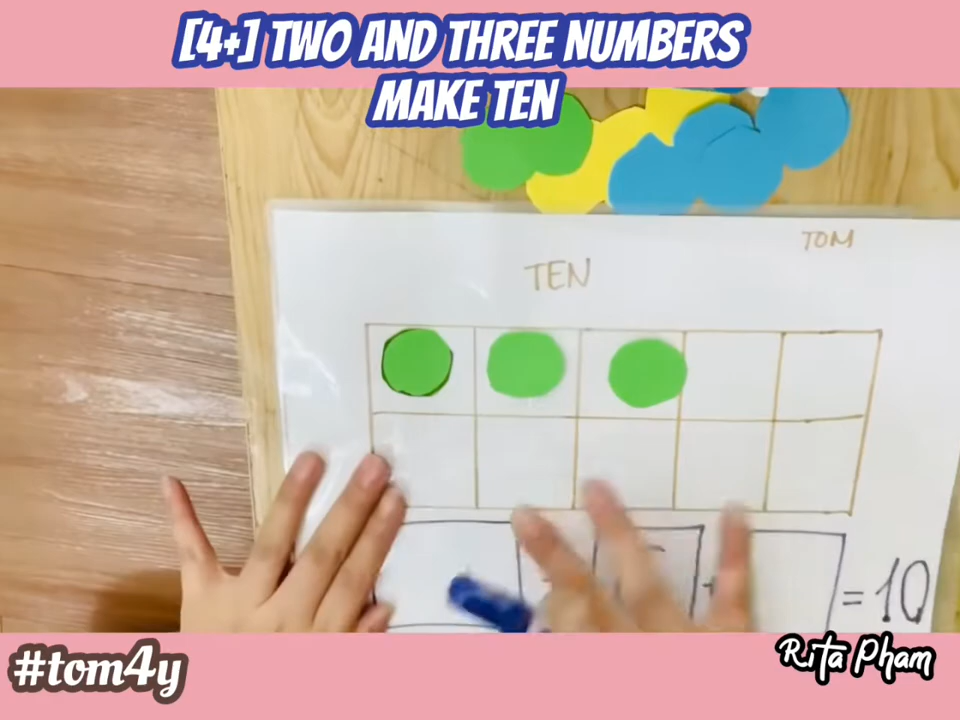 [4+] TWO AND THREE NUMBERS
MAKE TEN
TOM
TEN
= 10
#tom4y
Rita Pham